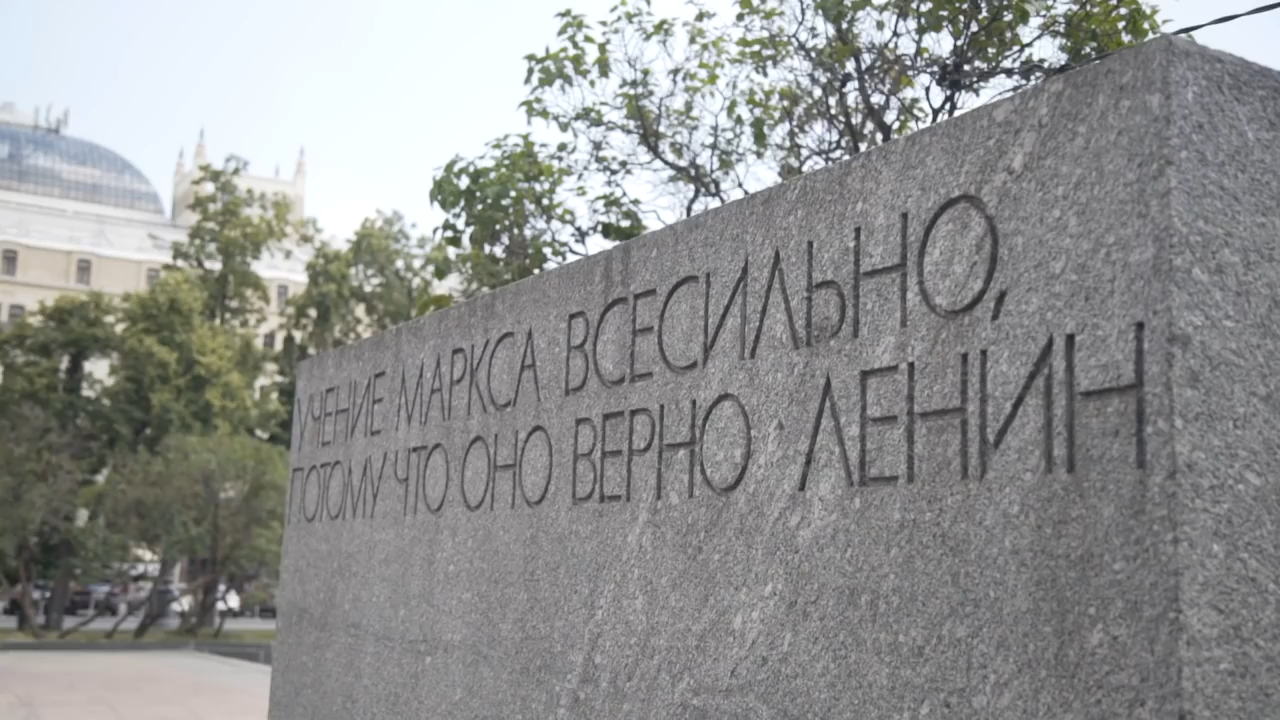 УЧЕНИЕ МАРКСА ВСЕСИЛЬНО,
ПОТОМУ ЧТО ОНО ВЕРНО ЛЕНИН